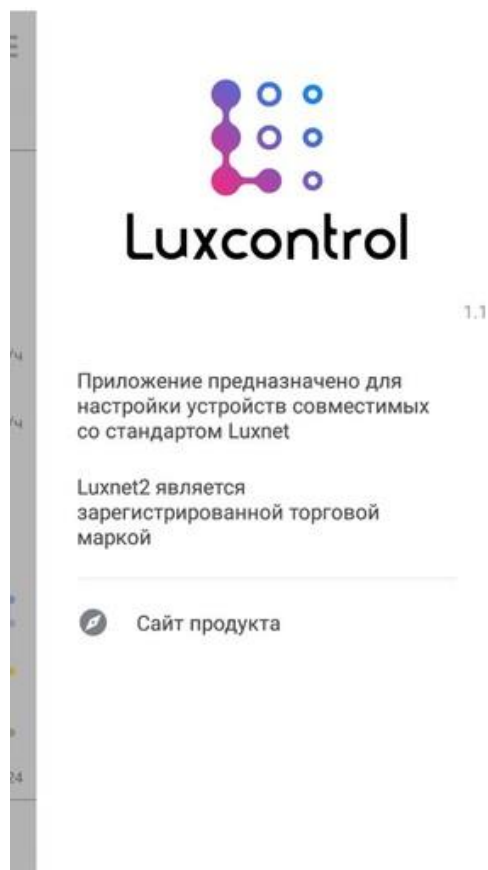 Luxcontrol
1.1
Приложение предназначено для
настройки устройств совместимых
со стандартом Luxnet
Luxnet2 является
зарегистрированной торговой
маркой
Сайт продукта
24